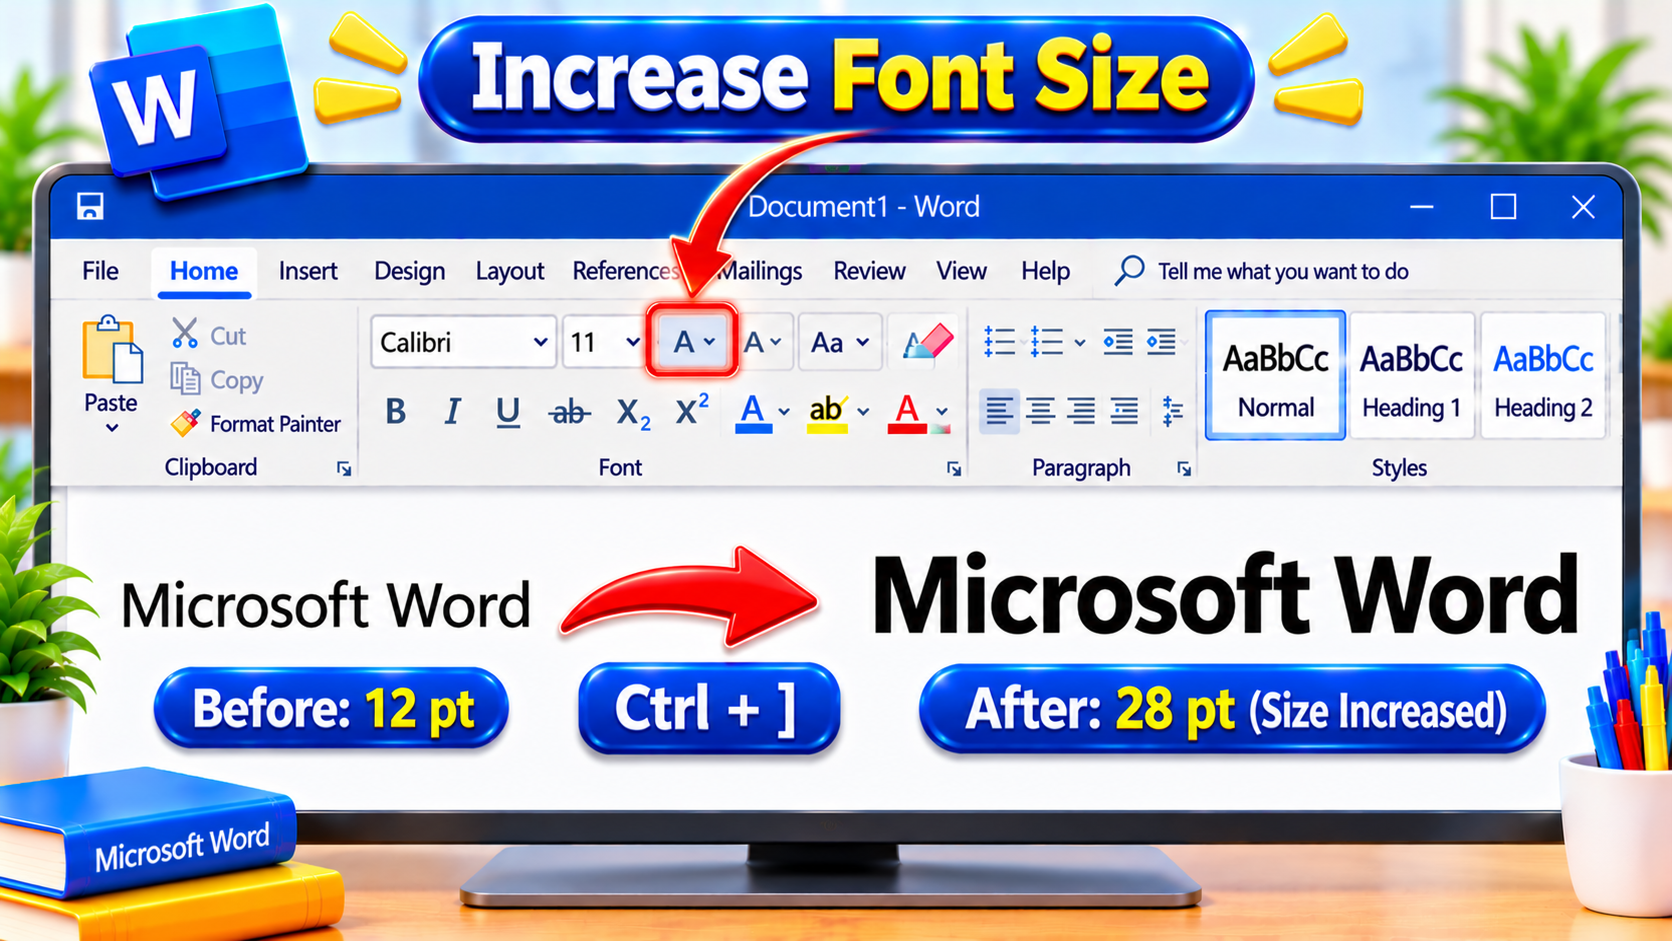 W
Increase Font Size
Document1 - Word
File Home Insert Design Layout References Mailings Review View Help Tell me what you want to do
Paste
Cut
Copy
Format Painter
Clipboard
Calibri 11 A A Aa A
B I U ab X2 X2 A ab A
Font
Paragraph
AaBbCc AaBbCc AaBbCc
Normal Heading 1 Heading 2
Styles
Microsoft Word Microsoft Word
Before: 12 pt Ctrl + ] After: 28 pt (Size Increased)
Microsoft Word